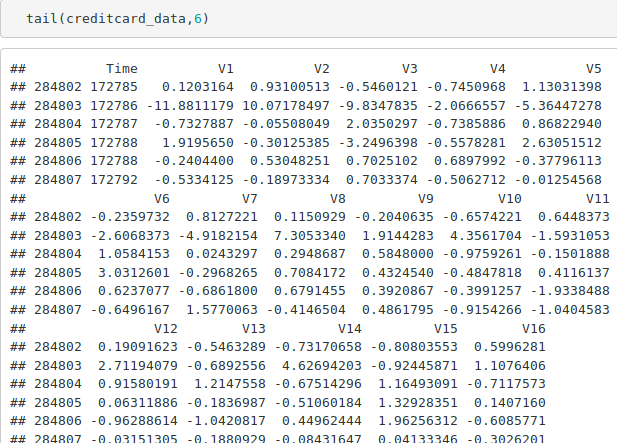 tail(creditcard_data,6)
##          Time          V1          V2         V3         V4          V5
## 284802 172785   0.1203164  0.93100513 -0.5460121 -0.7450968  1.13031398
## 284803 172786 -11.8811179 10.07178497 -9.8347835 -2.0666557 -5.36447278
## 284804 172787  -0.7327887 -0.05508049  2.0350297 -0.7385886  0.86822940
## 284805 172788   1.9195650 -0.30125385 -3.2496398 -0.5578281  2.63051512
## 284806 172788  -0.2404400  0.53048251  0.7025102  0.6897992 -0.37796113
## 284807 172792  -0.5334125 -0.18973334  0.7033374 -0.5062712 -0.01254568
##                V6         V7         V8         V9        V10        V11
## 284802 -0.2359732  0.8127221  0.1150929 -0.2040635 -0.6574221  0.6448373
## 284803 -2.6068373 -4.9182154  7.3053340  1.9144283  4.3561704 -1.5931053
## 284804  1.0584153  0.0243297  0.2948687  0.5848000 -0.9759261 -0.1501888
## 284805  3.0312601 -0.2968265  0.7084172  0.4324540 -0.4847818  0.4116137
## 284806  0.6237077 -0.6861800  0.6791455  0.3920867 -0.3991257 -1.9338488
## 284807 -0.6496167  1.5770063 -0.4146504  0.4861795 -0.9154266 -1.0404583
##                V12        V13         V14         V15        V16
## 284802  0.19091623 -0.5463289 -0.73170658 -0.80803553  0.5996281
## 284803  2.71194079 -0.6892556  4.62694203 -0.92445871  1.1076406
## 284804  0.91580191  1.2147558 -0.67514296  1.16493091 -0.7117573
## 284805  0.06311886 -0.1836987 -0.51060184  1.32928351  0.1407160
## 284806 -0.96288614 -1.0420817  0.44962444  1.96256312 -0.6085771
## 284807 -0.03151305 -0.1880929 -0.08431647  0.04133346 -0.3026201